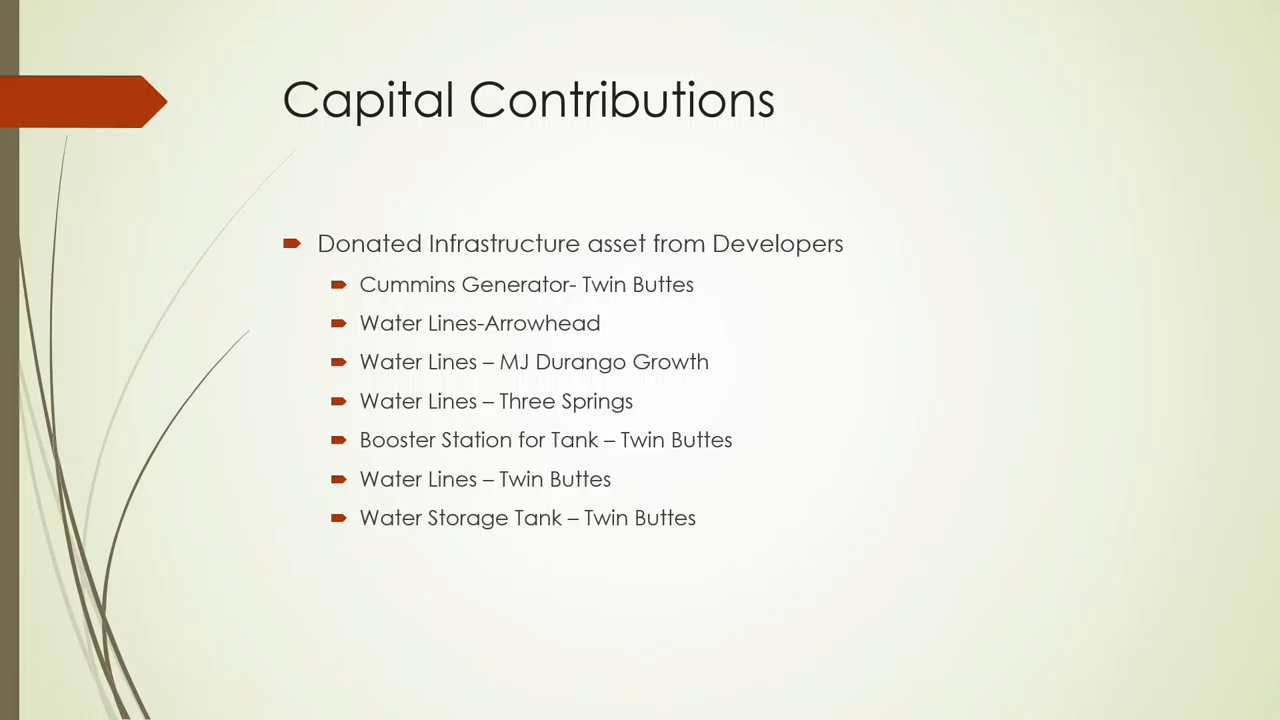 Capital Contributions
Donated Infrastructure asset from Developers
Cummins Generator- Twin Buttes
Water Lines-Arrowhead
Water Lines – MJ Durango Growth
Water Lines – Three Springs
Booster Station for Tank – Twin Buttes
Water Lines – Twin Buttes
Water Storage Tank – Twin Buttes